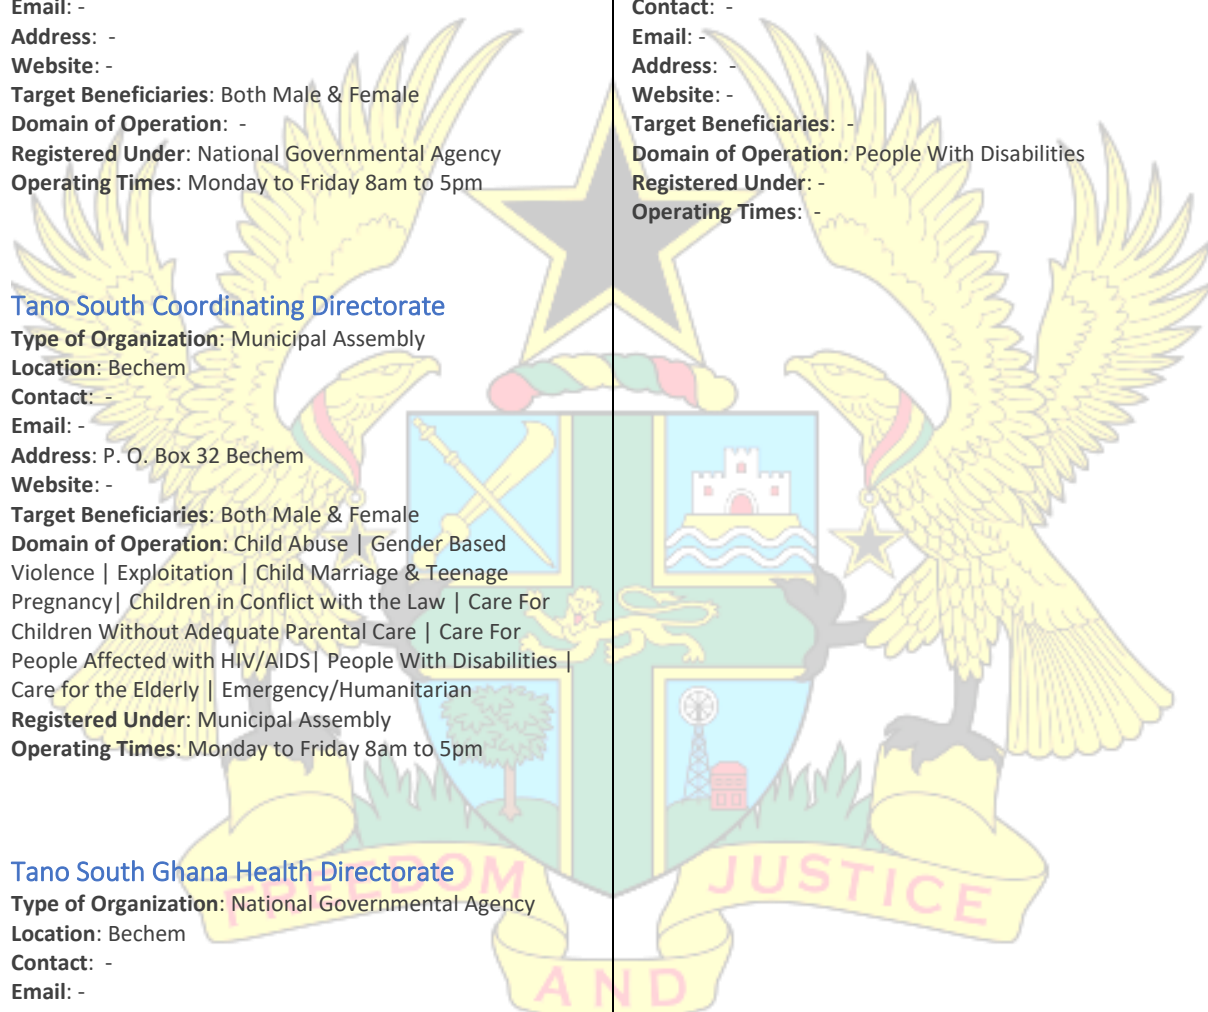 Email: -
Address:  -
Website: -
Target Beneficiaries: Both Male & Female
Domain of Operation:  -
Registered Under: National Governmental Agency
Operating Times: Monday to Friday 8am to 5pm
Tano South Coordinating Directorate
Type of Organization: Municipal Assembly
Location: Bechem
Contact:  -
Email: -
Address: P. O. Box 32 Bechem
Website: -
Target Beneficiaries: Both Male & Female
Domain of Operation: Child Abuse | Gender Based
Violence | Exploitation | Child Marriage & Teenage
Pregnancy| Children in Conflict with the Law | Care For
Children Without Adequate Parental Care | Care For
People Affected with HIV/AIDS| People With Disabilities |
Care for the Elderly | Emergency/Humanitarian
Registered Under: Municipal Assembly
Operating Times: Monday to Friday 8am to 5pm
Tano South Ghana Health Directorate
Type of Organization: National Governmental Agency
Location: Bechem
Contact:  -
Email: -
Contact:  -
Email: -
Address:  -
Website: -
Target Beneficiaries:  -
Domain of Operation: People With Disabilities
Registered Under: -
Operating Times:  -
FREEDOM
AND
JUSTICE